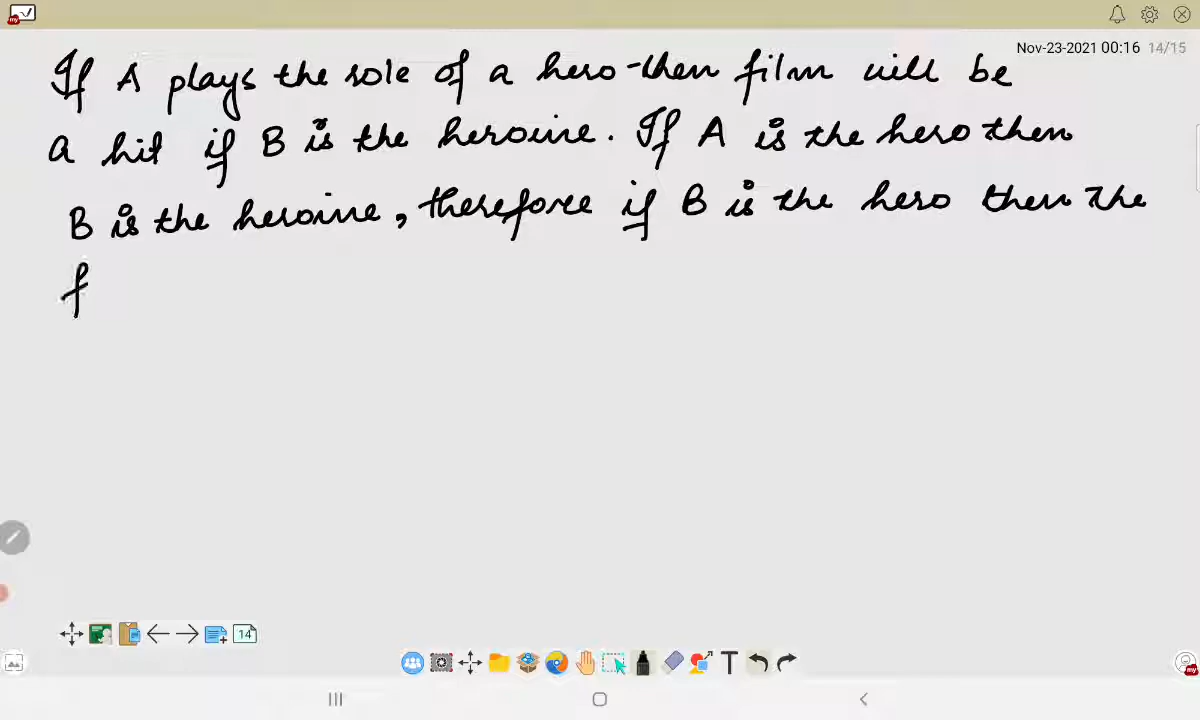 Nov-23-2021 00:16 14/15
If A plays the role of a hero then film will be
a hit if B is the heroine. If A is the hero then
B is the heroine, therefore if B is the hero then the
f
14
T